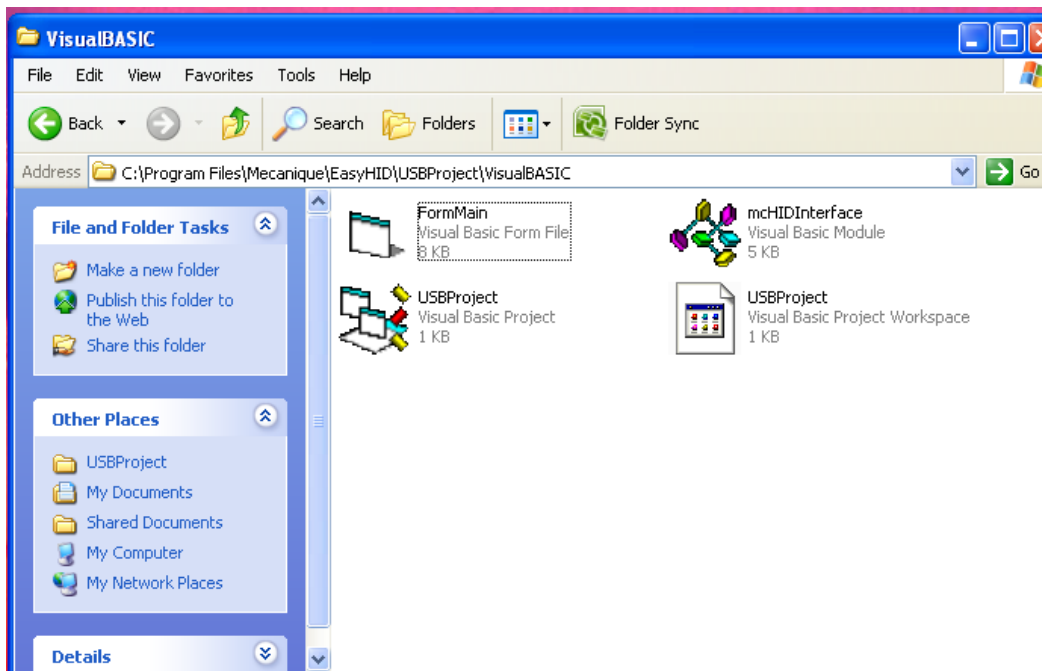 VisualBASIC
File Edit View Favorites Tools Help
Back Search Folders Folder Sync
Address C:\Program Files\Mecanique\EasyHID\USBProject\VisualBASIC Go
File and Folder Tasks
Make a new folder
Publish this folder to
the Web
Share this folder
Other Places
USBProject
My Documents
Shared Documents
My Computer
My Network Places
Details
FormMain
Visual Basic Form File
8 KB
mcHIDInterface
Visual Basic Module
5 KB
USBProject
Visual Basic Project
1 KB
USBProject
Visual Basic Project Workspace
1 KB